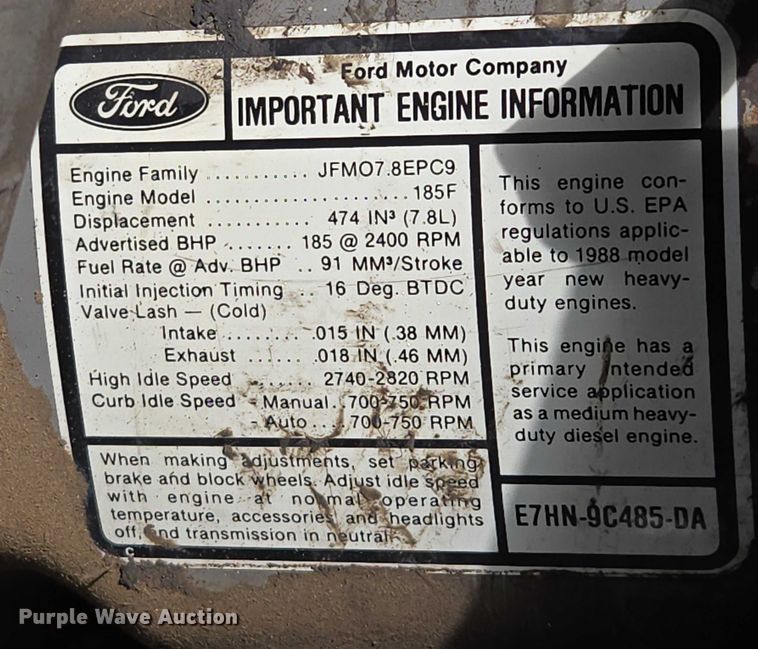 Ford
Ford Motor Company
IMPORTANT ENGINE INFORMATION
Engine Family .......... JFMO7.8EPC9
Engine Model ................ 185F
Displacement ......... 474 IN³ (7.8L)
Advertised BHP ....... 185 @ 2400 RPM
Fuel Rate @ Adv. BHP .. 91 MM³/Stroke
Initial Injection Timing .. 16 Deg. BTDC
Valve Lash — (Cold)
Intake ........ .015 IN (.38 MM)
Exhaust ...... .018 IN (.46 MM)
High Idle Speed ....... 2740-2820 RPM
Curb Idle Speed - Manual.. 700-750 RPM
- Auto .... 700-750 RPM
This engine con-
forms to U.S. EPA
regulations applic-
able to 1988 model
year new heavy-
duty engines.
This engine has a
primary intended
service application
as a medium heavy-
duty diesel engine.
When making adjustments, set parking
brake and block wheels. Adjust idle speed
with engine at normal operating
temperature, accessories and headlights
off, and transmission in neutral.
E7HN-9C485-DA
C
Purple Wave Auction